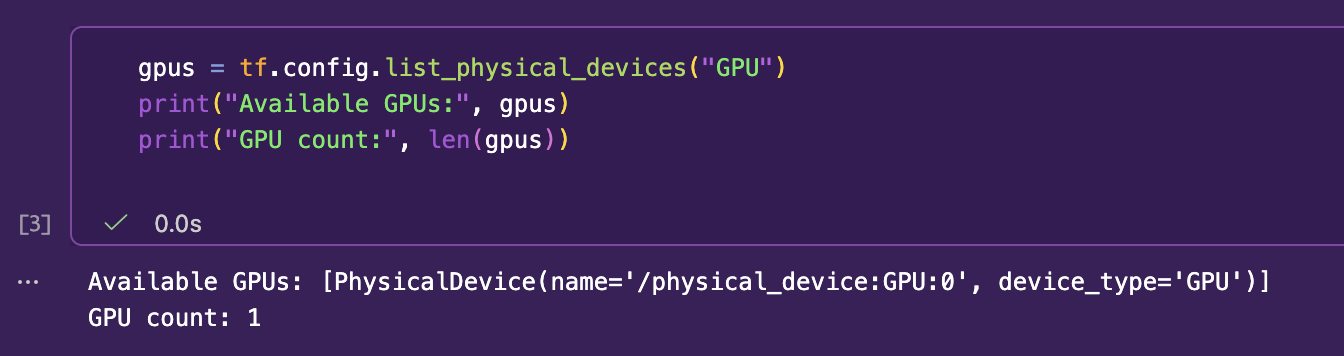 gpus = tf.config.list_physical_devices("GPU")
print("Available GPUs:", gpus)
print("GPU count:", len(gpus))
[3]
0.0s
... Available GPUs: [PhysicalDevice(name='/physical_device:GPU:0', device_type='GPU')]
GPU count: 1